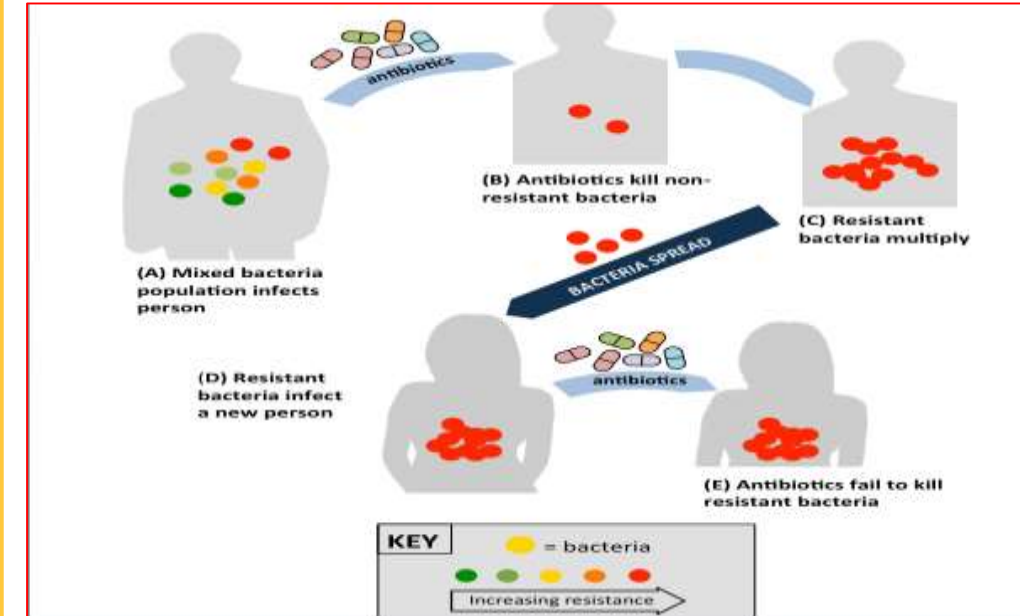 antibiotics
(A) Mixed bacteria
population infects
person
(B) Antibiotics kill non-
resistant bacteria
(C) Resistant
bacteria multiply
BACTERIA SPREAD
(D) Resistant
bacteria infect
a new person
antibiotics
(E) Antibiotics fail to kill
resistant bacteria
KEY
= bacteria
Increasing resistance